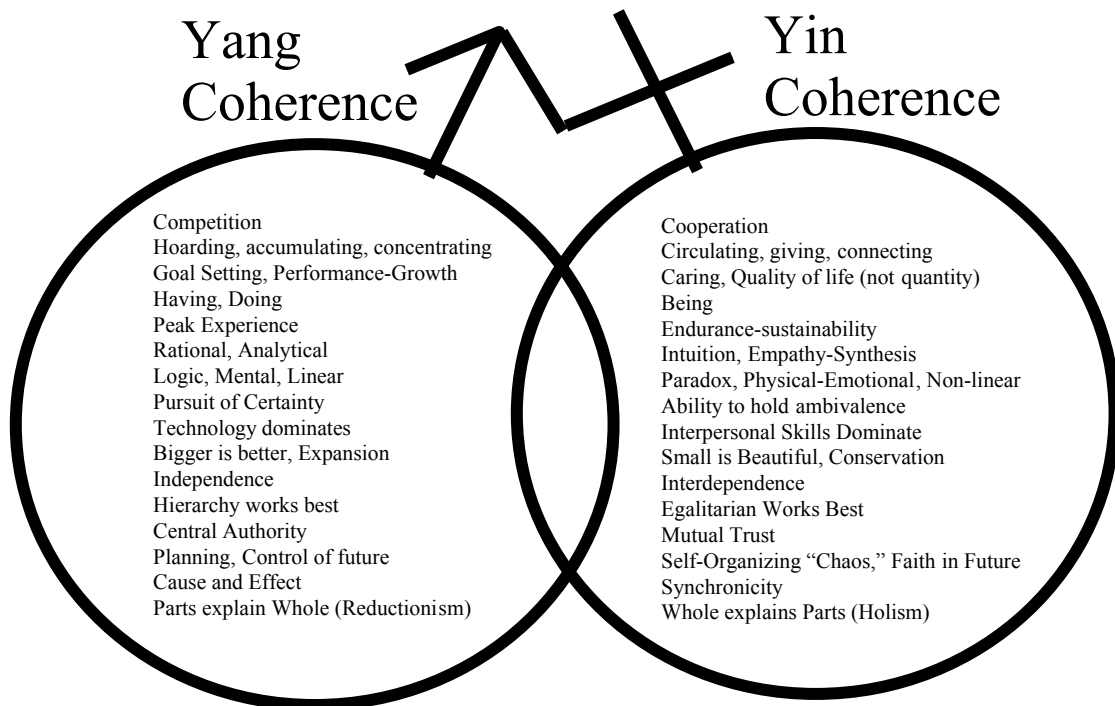 Yang
Coherence
Yin
Coherence
Competition
Hoarding, accumulating, concentrating
Goal Setting, Performance-Growth
Having, Doing
Peak Experience
Rational, Analytical
Logic, Mental, Linear
Pursuit of Certainty
Technology dominates
Bigger is better, Expansion
Independence
Hierarchy works best
Central Authority
Planning, Control of future
Cause and Effect
Parts explain Whole (Reductionism)
Cooperation
Circulating, giving, connecting
Caring, Quality of life (not quantity)
Being
Endurance-sustainability
Intuition, Empathy-Synthesis
Paradox, Physical-Emotional, Non-linear
Ability to hold ambivalence
Interpersonal Skills Dominate
Small is Beautiful, Conservation
Interdependence
Egalitarian Works Best
Mutual Trust
Self-Organizing “Chaos,” Faith in Future
Synchronicity
Whole explains Parts (Holism)